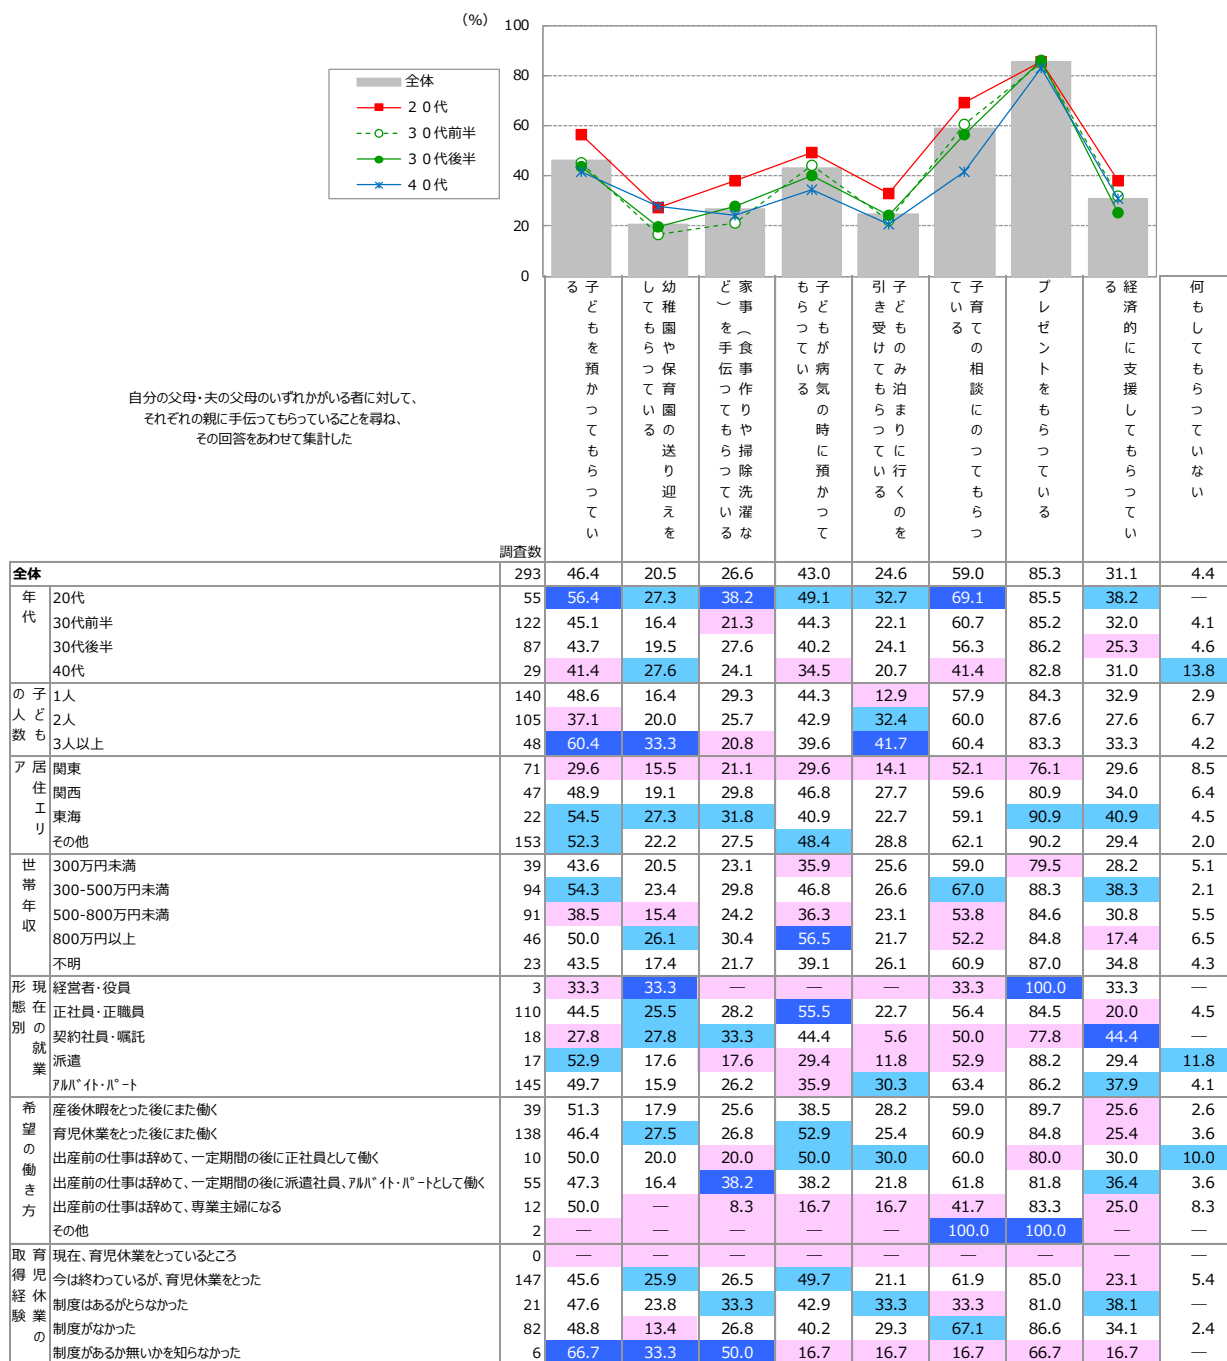 (%)
100
80
60
40
20
0
全体
２０代
３０代前半
３０代後半
４０代
自分の父母・夫の父母のいずれかがいる者に対して、
それぞれの親に手伝ってもらっていることを尋ね、
その回答をあわせて集計した
子どもを預かってもらっている
幼稚園や保育園の送り迎えをしてもらっている
家事（食事作りや掃除洗濯など）を手伝ってもらっている
子どもが病気の時に預かってもらっている
子どものみ泊まりに行くのを引き受けてもらっている
子育ての相談にのってもらっている
プレゼントをもらっている
経済的に支援してもらっている
何もしてもらっていない
調査数
全体 293 46.4 20.5 26.6 43.0 24.6 59.0 85.3 31.1 4.4
年代
20代 55 56.4 27.3 38.2 49.1 32.7 69.1 85.5 38.2 ―
30代前半 122 45.1 16.4 21.3 44.3 22.1 60.7 85.2 32.0 4.1
30代後半 87 43.7 19.5 27.6 40.2 24.1 56.3 86.2 25.3 4.6
40代 29 41.4 27.6 24.1 34.5 20.7 41.4 82.8 31.0 13.8
子どもの人数
1人 140 48.6 16.4 29.3 44.3 12.9 57.9 84.3 32.9 2.9
2人 105 37.1 20.0 25.7 42.9 32.4 60.0 87.6 27.6 6.7
3人以上 48 60.4 33.3 20.8 39.6 41.7 60.4 83.3 33.3 4.2
居住エリア
関東 71 29.6 15.5 21.1 29.6 14.1 52.1 76.1 29.6 8.5
関西 47 48.9 19.1 29.8 46.8 27.7 59.6 80.9 34.0 6.4
東海 22 54.5 27.3 31.8 40.9 22.7 59.1 90.9 40.9 4.5
その他 153 52.3 22.2 27.5 48.4 28.8 62.1 90.2 29.4 2.0
世帯年収
300万円未満 39 43.6 20.5 23.1 35.9 25.6 59.0 79.5 28.2 5.1
300-500万円未満 94 54.3 23.4 29.8 46.8 26.6 67.0 88.3 38.3 2.1
500-800万円未満 91 38.5 15.4 24.2 36.3 23.1 53.8 84.6 30.8 5.5
800万円以上 46 50.0 26.1 30.4 56.5 21.7 52.2 84.8 17.4 6.5
不明 23 43.5 17.4 21.7 39.1 26.1 60.9 87.0 34.8 4.3
現在の就業形態別
経営者・役員 3 33.3 33.3 ― ― ― 33.3 100.0 33.3 ―
正社員・正職員 110 44.5 25.5 28.2 55.5 22.7 56.4 84.5 20.0 4.5
契約社員・嘱託 18 27.8 27.8 33.3 44.4 5.6 50.0 77.8 44.4 ―
派遣 17 52.9 17.6 17.6 29.4 11.8 52.9 88.2 29.4 11.8
ｱﾙﾊﾞｲﾄ･ﾊﾟｰﾄ 145 49.7 15.9 26.2 35.9 30.3 63.4 86.2 37.9 4.1
希望の働き方
産後休暇をとった後にまた働く 39 51.3 17.9 25.6 38.5 28.2 59.0 89.7 25.6 2.6
育児休業をとった後にまた働く 138 46.4 27.5 26.8 52.9 25.4 60.9 84.8 25.4 3.6
出産前の仕事は辞めて、一定期間の後に正社員として働く 10 50.0 20.0 20.0 50.0 30.0 60.0 80.0 30.0 10.0
出産前の仕事は辞めて、一定期間の後に派遣社員、ｱﾙﾊﾞｲﾄ･ﾊﾟｰﾄとして働く 55 47.3 16.4 38.2 38.2 21.8 61.8 81.8 36.4 3.6
出産前の仕事は辞めて、専業主婦になる 12 50.0 ― 8.3 16.7 16.7 41.7 83.3 25.0 8.3
その他 2 ― ― ― ― ― 100.0 100.0 ― ―
育児休業の取得経験
現在、育児休業をとっているところ 0 ― ― ― ― ― ― ― ― ―
今は終わっているが、育児休業をとった 147 45.6 25.9 26.5 49.7 21.1 61.9 85.0 23.1 5.4
制度はあるがとらなかった 21 47.6 23.8 33.3 42.9 33.3 33.3 81.0 38.1 ―
制度がなかった 82 48.8 13.4 26.8 40.2 29.3 67.1 86.6 34.1 2.4
制度があるか無いかを知らなかった 6 66.7 33.3 50.0 16.7 16.7 16.7 66.7 16.7 ―